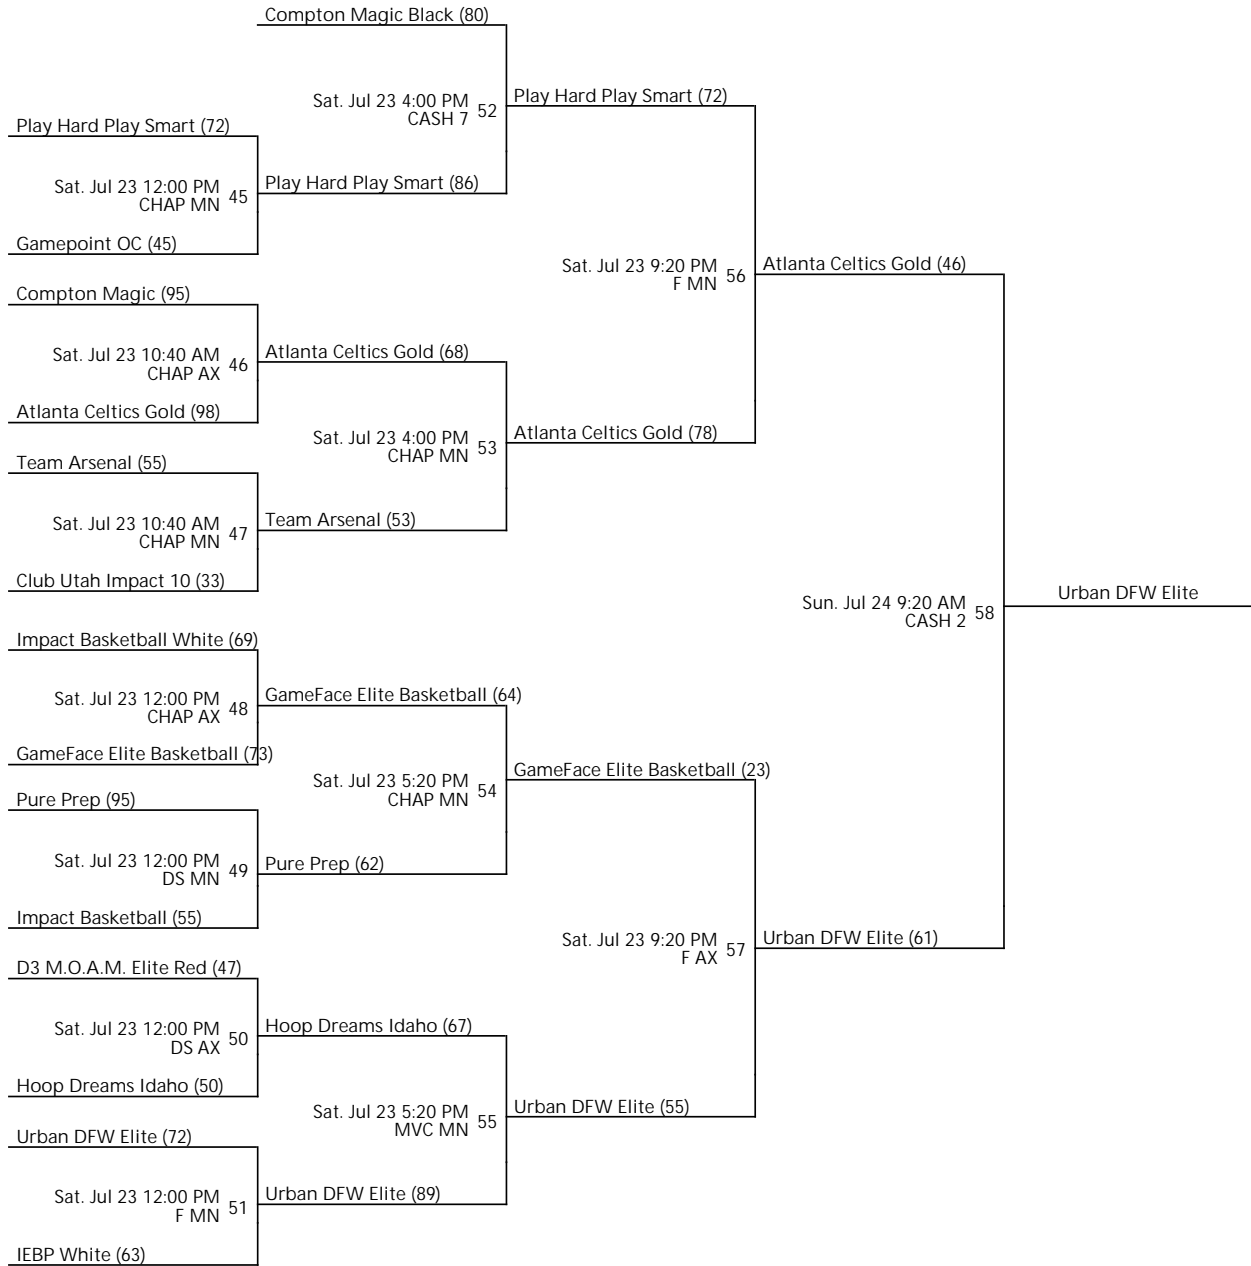 Compton Magic Black (80)
Sat. Jul 23 4:00 PM
CASH 7
52
Play Hard Play Smart (72)
Play Hard Play Smart (72)
Sat. Jul 23 12:00 PM
CHAP MN
45
Play Hard Play Smart (86)
Gamepoint OC (45)
Sat. Jul 23 9:20 PM
F MN
56
Atlanta Celtics Gold (46)
Compton Magic (95)
Sat. Jul 23 10:40 AM
CHAP AX
46
Atlanta Celtics Gold (68)
Atlanta Celtics Gold (98)
Sat. Jul 23 4:00 PM
CHAP MN
53
Atlanta Celtics Gold (78)
Team Arsenal (55)
Sat. Jul 23 10:40 AM
CHAP MN
47
Team Arsenal (53)
Club Utah Impact 10 (33)
Sun. Jul 24 9:20 AM
CASH 2
58
Urban DFW Elite
Impact Basketball White (69)
Sat. Jul 23 12:00 PM
CHAP AX
48
GameFace Elite Basketball (64)
GameFace Elite Basketball (73)
Sat. Jul 23 5:20 PM
CHAP MN
54
GameFace Elite Basketball (23)
Pure Prep (95)
Sat. Jul 23 12:00 PM
DS MN
49
Pure Prep (62)
Impact Basketball (55)
Sat. Jul 23 9:20 PM
F AX
57
Urban DFW Elite (61)
D3 M.O.A.M. Elite Red (47)
Sat. Jul 23 12:00 PM
DS AX
50
Hoop Dreams Idaho (67)
Hoop Dreams Idaho (50)
Sat. Jul 23 5:20 PM
MVC MN
55
Urban DFW Elite (55)
Urban DFW Elite (72)
Sat. Jul 23 12:00 PM
F MN
51
Urban DFW Elite (89)
IEBP White (63)